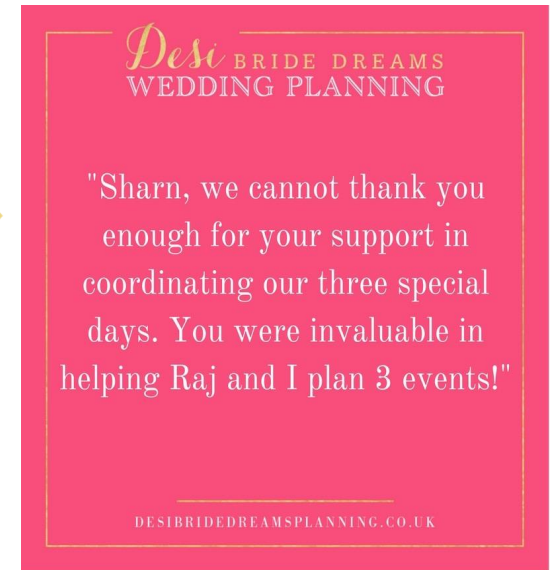 Desi BRIDE DREAMS
WEDDING PLANNING
"Sharn, we cannot thank you
enough for your support in
coordinating our three special
days. You were invaluable in
helping Raj and I plan 3 events!"
DESIBRIDEDREAMSPLANNING.CO.UK